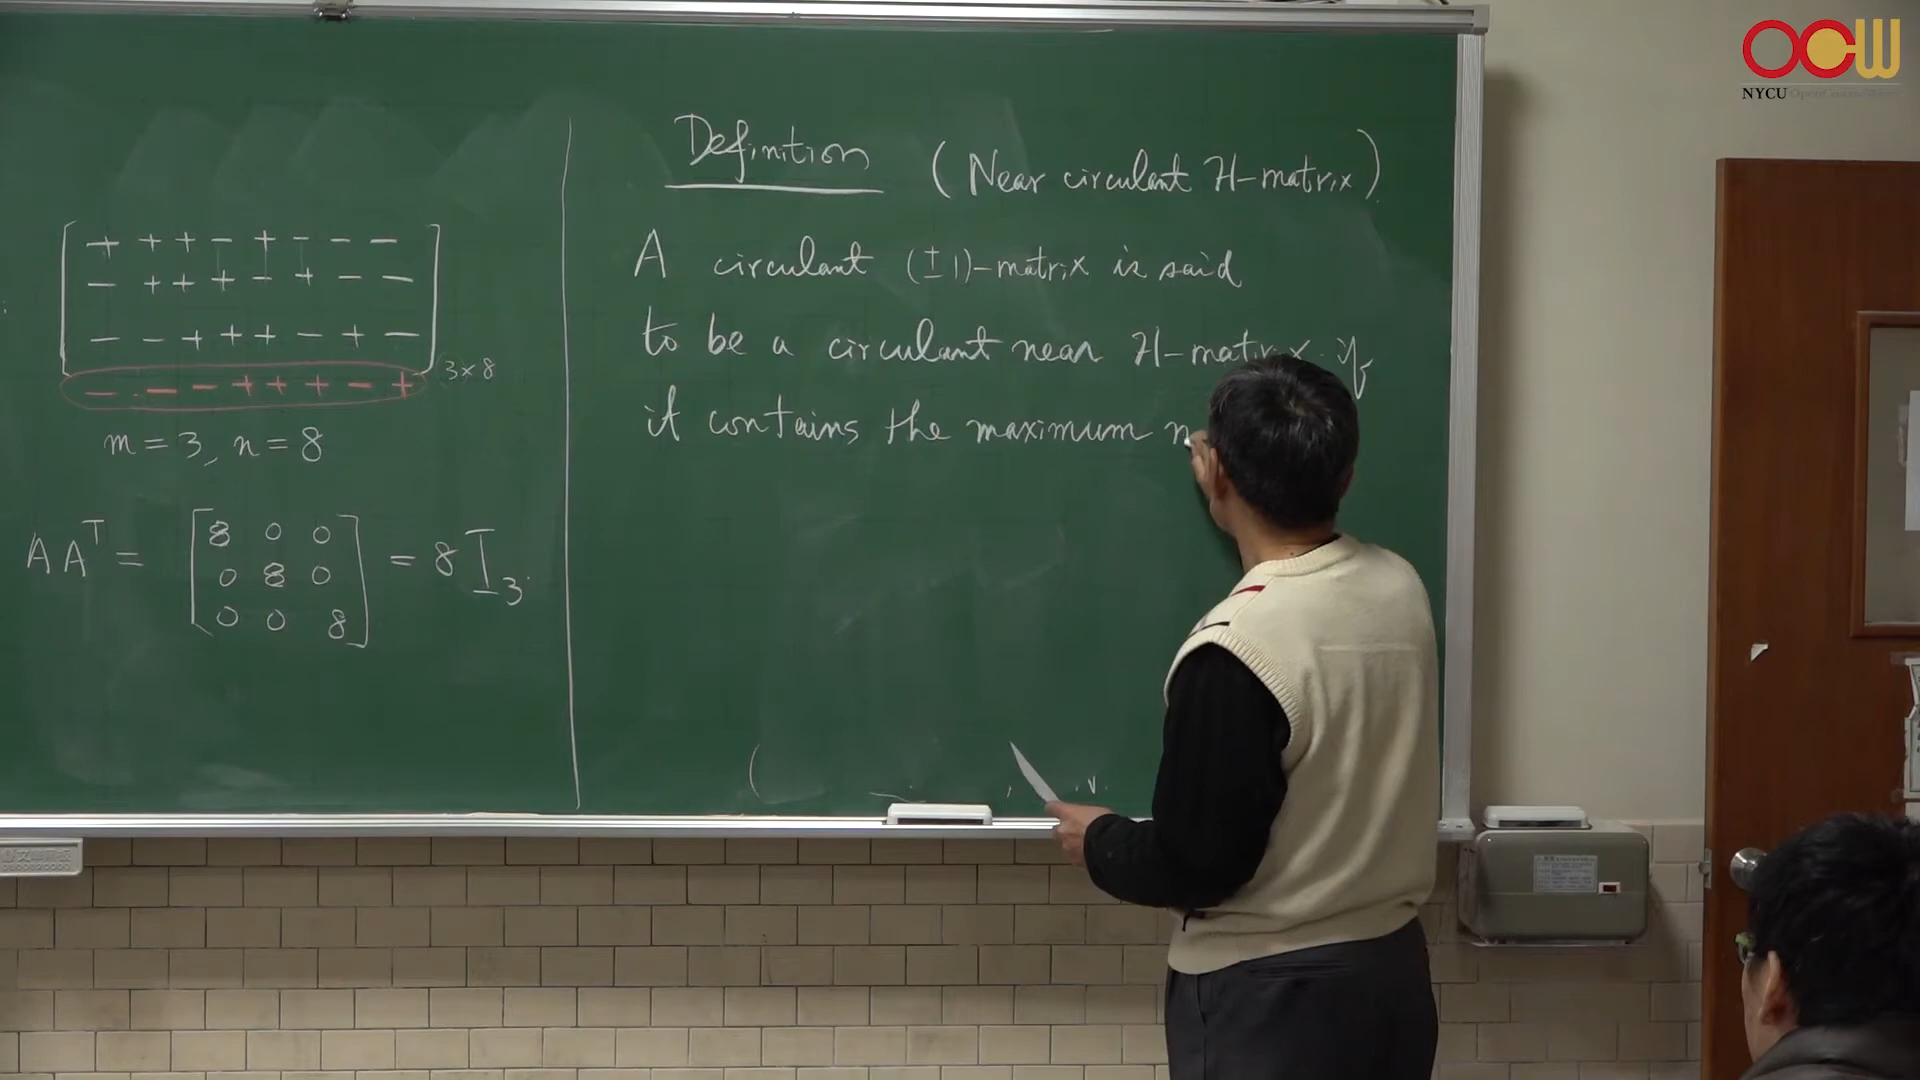 + + + − + − − −
− + + + − + − −
− − + + + − + −
− − − + + + − +
3×8
m = 3, n = 8
A A^T = [8 0 0
0 8 0
0 0 8] = 8 I_3
Definition (Near circulant H-matrix)
A circulant (±1)-matrix is said
to be a circulant near H-matrix if
it contains the maximum
OCW
NYCU OpenCourseWare